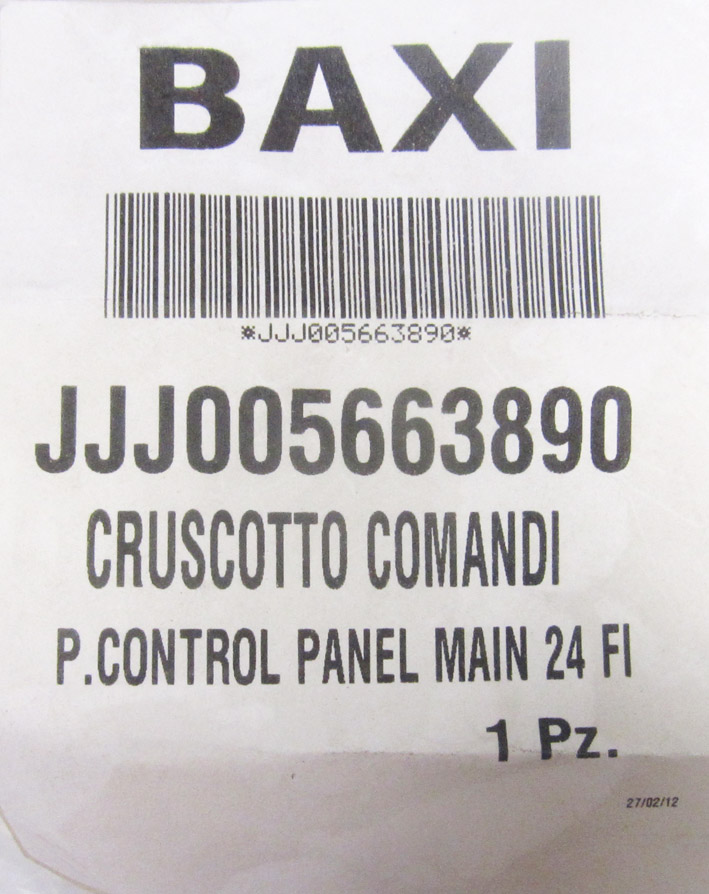 BAXI
*JJJ005663890*
JJJ005663890
CRUSCOTTO COMANDI
P.CONTROL PANEL MAIN 24 FI
1 Pz.
27/02/12